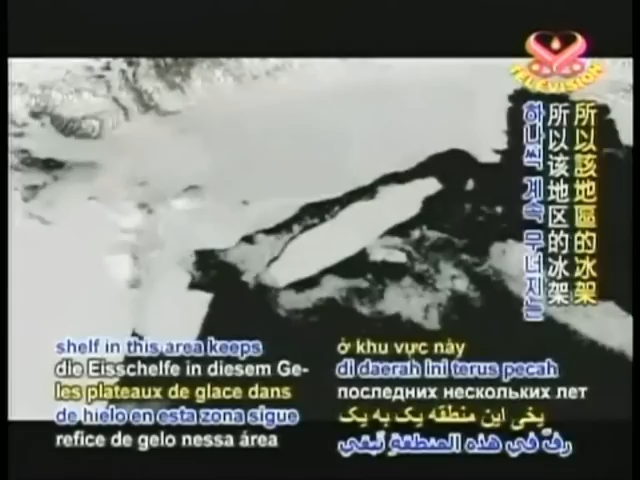 TELEVISION
所以該地區的冰架
所以该地区的冰架
하나씩 계속 무너지는
shelf in this area keeps
die Eisschelfe in diesem Ge-
les plateaux de glace dans
de hielo en esta zona sigue
refice de gelo nessa área
ở khu vực này
di daerah ini terus pecah
последних нескольких лет
یخی این منطقه یک به یک
رفّ في هذه المنطقة تبقي